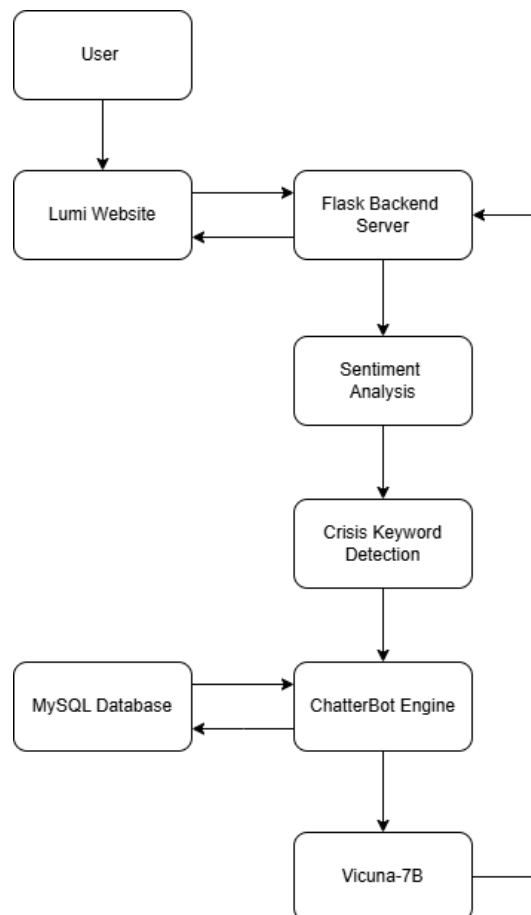 User
Lumi Website
Flask Backend
Server
Sentiment
Analysis
Crisis Keyword
Detection
MySQL Database
ChatterBot Engine
Vicuna-7B